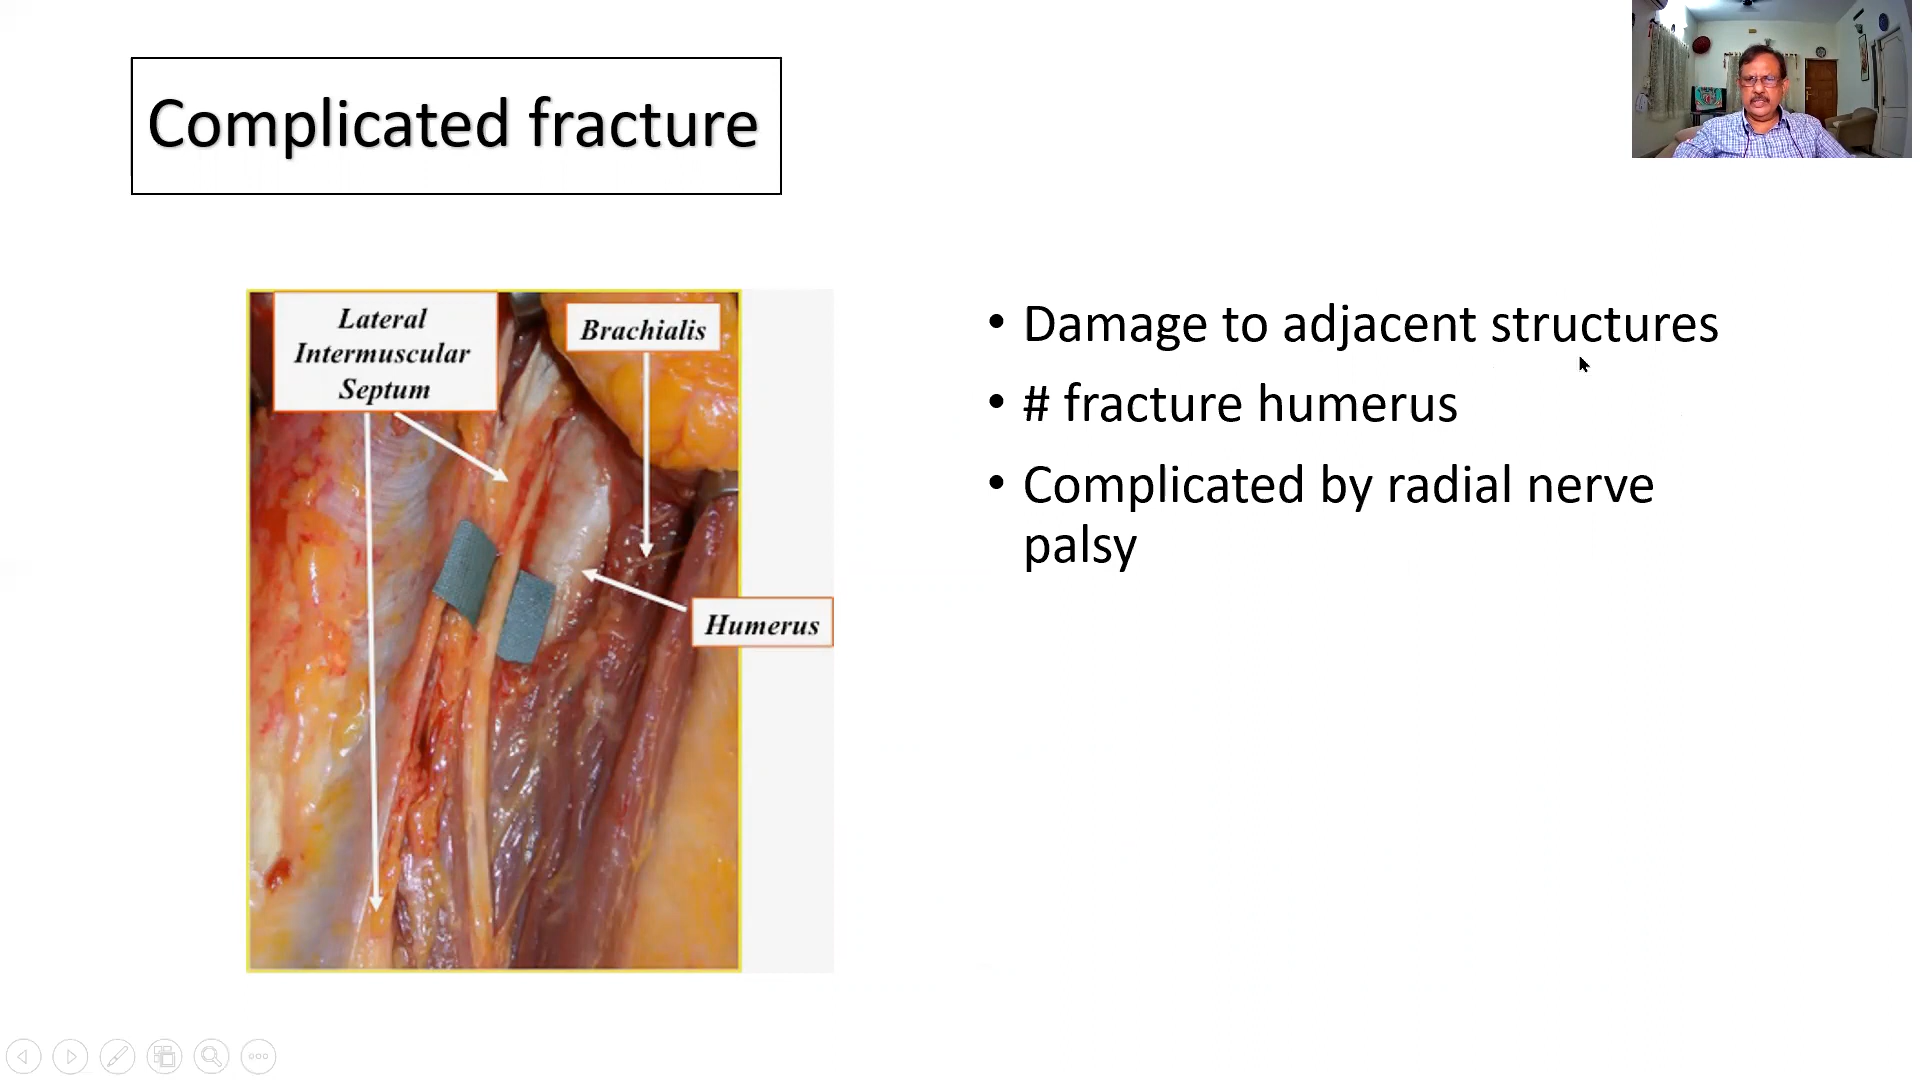 Complicated fracture
Lateral
Intermuscular
Septum
Brachialis
Humerus
• Damage to adjacent structures
• # fracture humerus
• Complicated by radial nerve
palsy